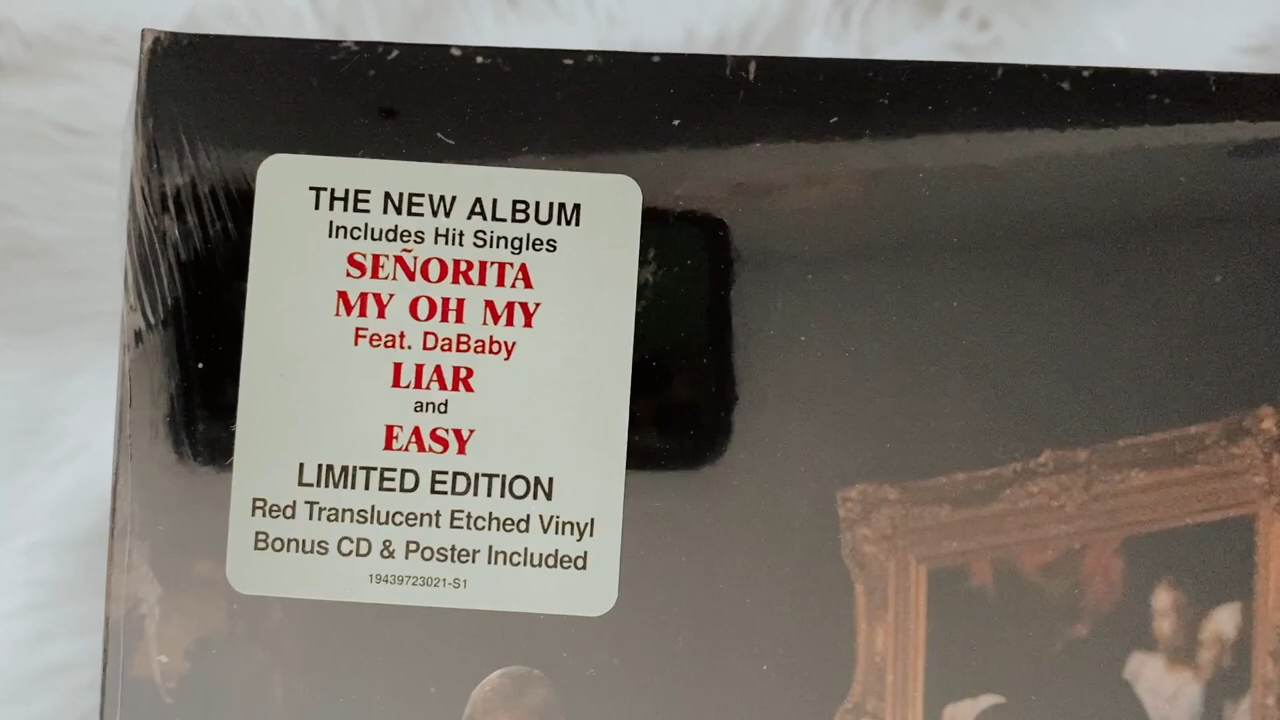 THE NEW ALBUM
Includes Hit Singles
SEÑORITA
MY OH MY
Feat. DaBaby
LIAR
and
EASY
LIMITED EDITION
Red Translucent Etched Vinyl
Bonus CD & Poster Included
19439723021-S1